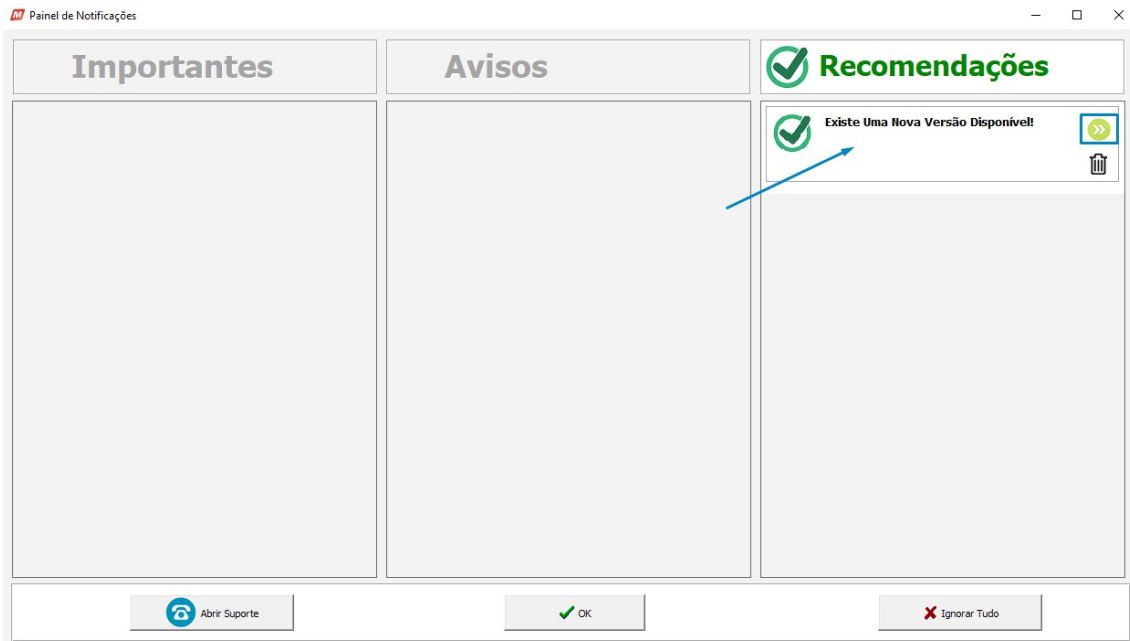 Painel de Notificações
Importantes
Avisos
Recomendações
Existe Uma Nova Versão Disponível!
Abrir Suporte
OK
Ignorar Tudo